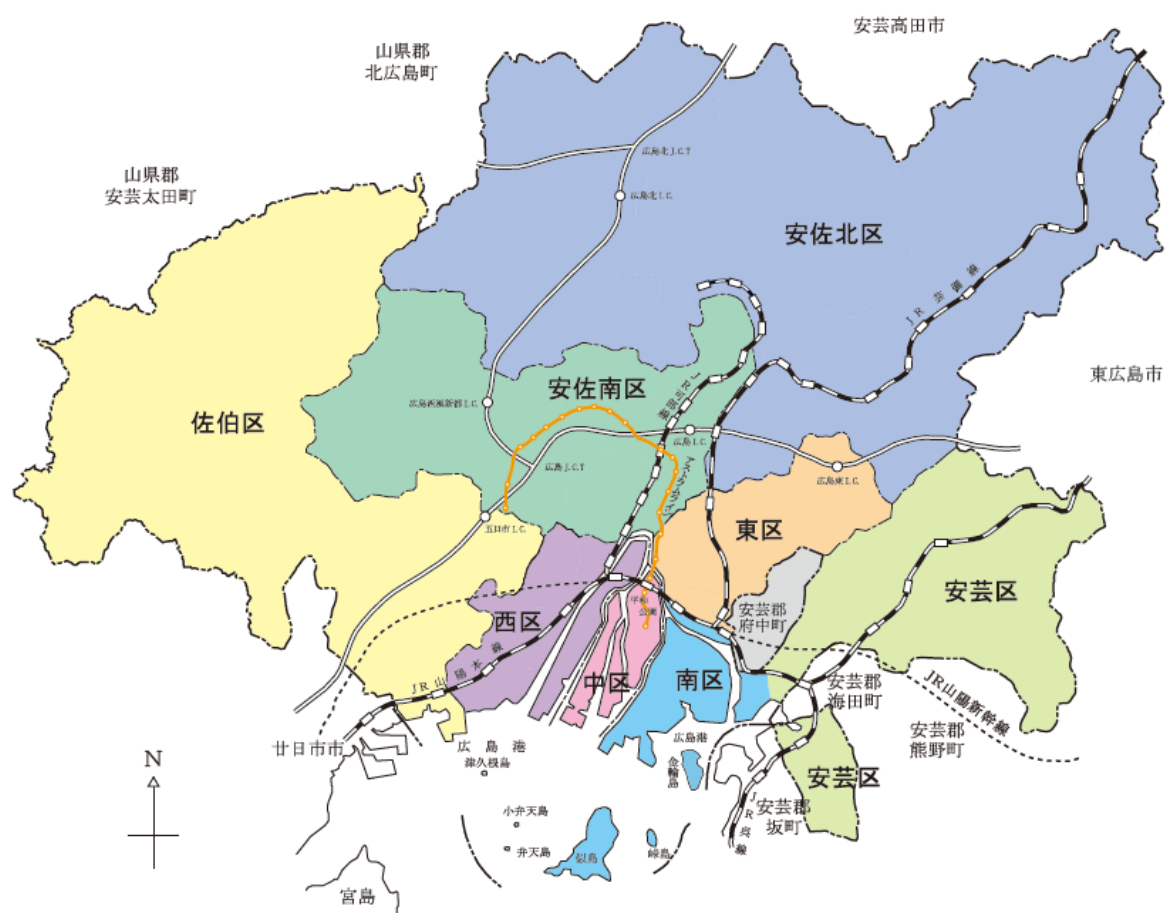 安芸高田市
山県郡
北広島町
広島北J.C.T
山県郡
安芸太田町
広島北I.C.
安佐北区
JR芸備線
東広島市
安佐南区
JR可部線
広島西風新都I.C.
佐伯区
広島I.C.
広島J.C.T
アストラムライン
広島東I.C.
五日市I.C.
東区
安芸区
平和
公園
安芸郡
府中町
西区
中区
南区
JR山陽本線
安芸郡
海田町
JR山陽新幹線
安芸郡
熊野町
廿日市市
広島港
津久根島
広島港
金輪島
N
安芸区
安芸郡
坂町
JR呉線
小弁天島
弁天島
似島
峠島
宮島